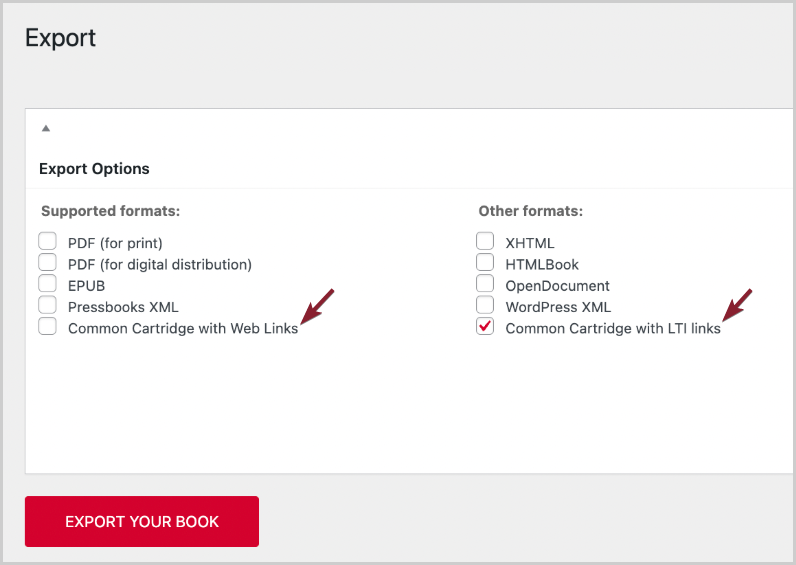 Export
Export Options
Supported formats:
PDF (for print)
PDF (for digital distribution)
EPUB
Pressbooks XML
Common Cartridge with Web Links
Other formats:
XHTML
HTMLBook
OpenDocument
WordPress XML
Common Cartridge with LTI links
EXPORT YOUR BOOK